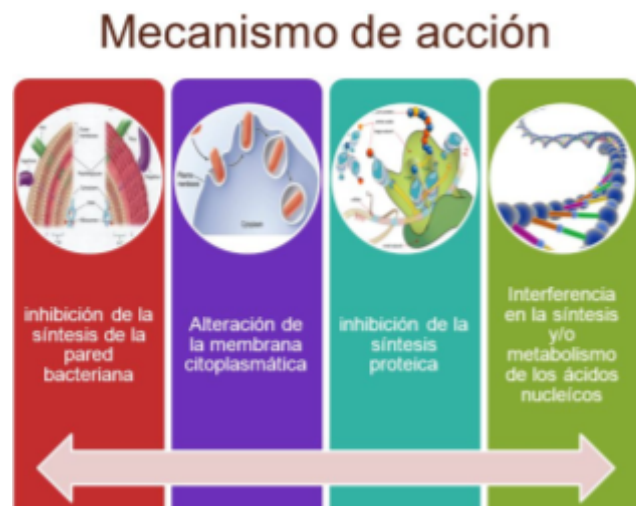 Mecanismo de acción
inhibición de la
síntesis de la
pared
bacteriana
Alteración de
la membrana
citoplasmática
inhibición de la
síntesis
proteica
Interferencia
en la síntesis
y/o
metabolismo
de los ácidos
nucleícos